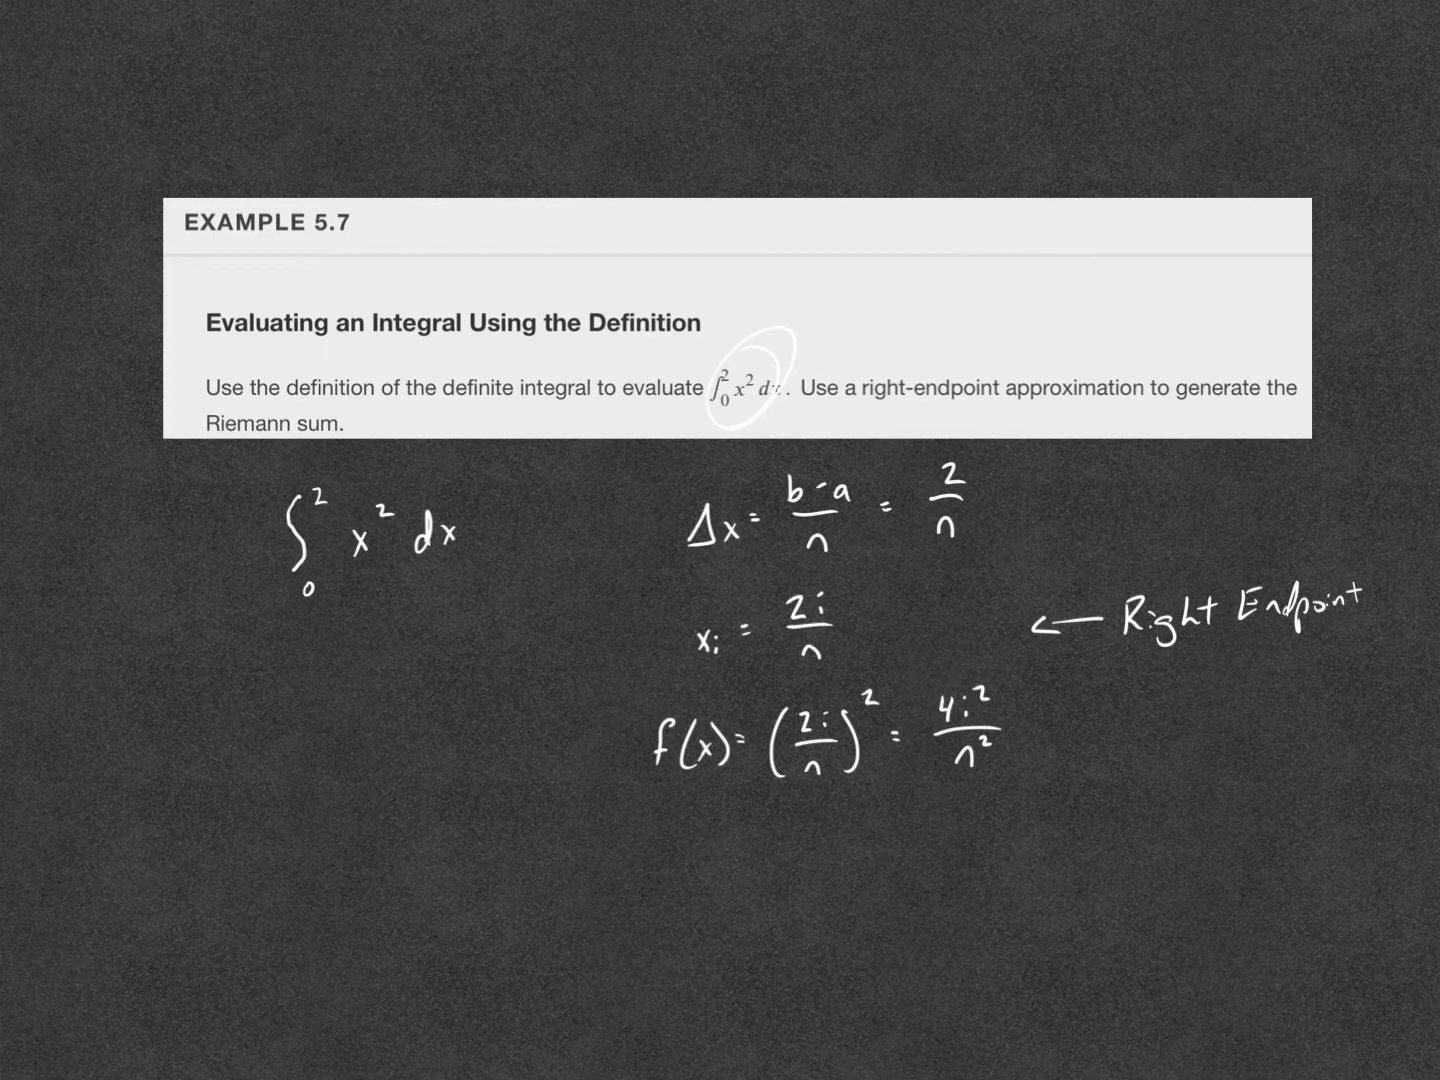 EXAMPLE 5.7
Evaluating an Integral Using the Definition
Use the definition of the definite integral to evaluate ∫₀² x² dx. Use a right-endpoint approximation to generate the
Riemann sum.
∫₀² x² dx
Δx = (b-a)/n = 2/n
xᵢ = 2i/n ← Right Endpoint
f(x) = (2i/n)² = 4i²/n²